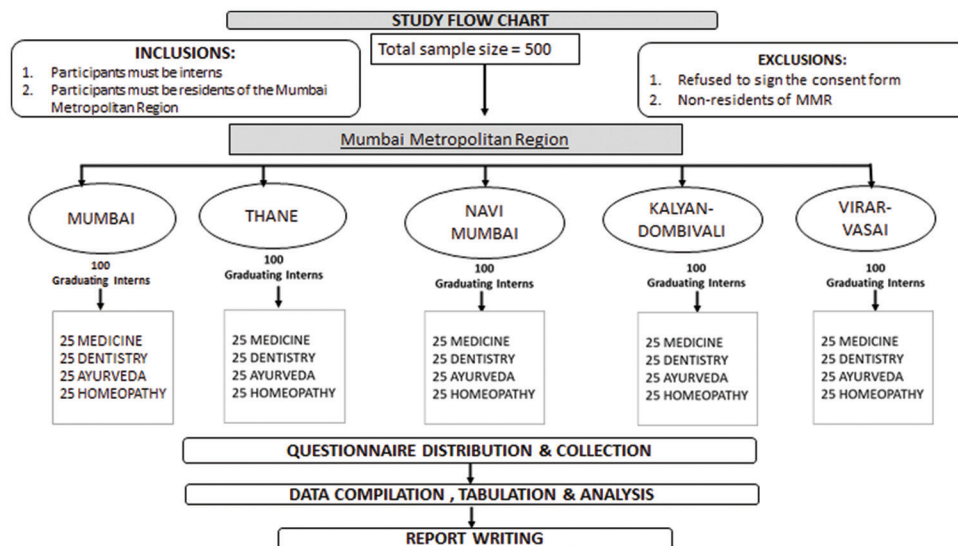 STUDY FLOW CHART
INCLUSIONS:
1. Participants must be interns
2. Participants must be residents of the Mumbai
Metropolitan Region
Total sample size = 500
EXCLUSIONS:
1. Refused to sign the consent form
2. Non-residents of MMR
Mumbai Metropolitan Region
MUMBAI
THANE
NAVI
MUMBAI
KALYAN-
DOMBIVALI
VIRAR-
VASAI
100
Graduating Interns
100
Graduating Interns
100
Graduating Interns
100
Graduating Interns
100
Graduating Interns
25 MEDICINE
25 DENTISTRY
25 AYURVEDA
25 HOMEOPATHY
25 MEDICINE
25 DENTISTRY
25 AYURVEDA
25 HOMEOPATHY
25 MEDICINE
25 DENTISTRY
25 AYURVEDA
25 HOMEOPATHY
25 MEDICINE
25 DENTISTRY
25 AYURVEDA
25 HOMEOPATHY
25 MEDICINE
25 DENTISTRY
25 AYURVEDA
25 HOMEOPATHY
QUESTIONNAIRE DISTRIBUTION & COLLECTION
DATA COMPILATION , TABULATION & ANALYSIS
REPORT WRITING